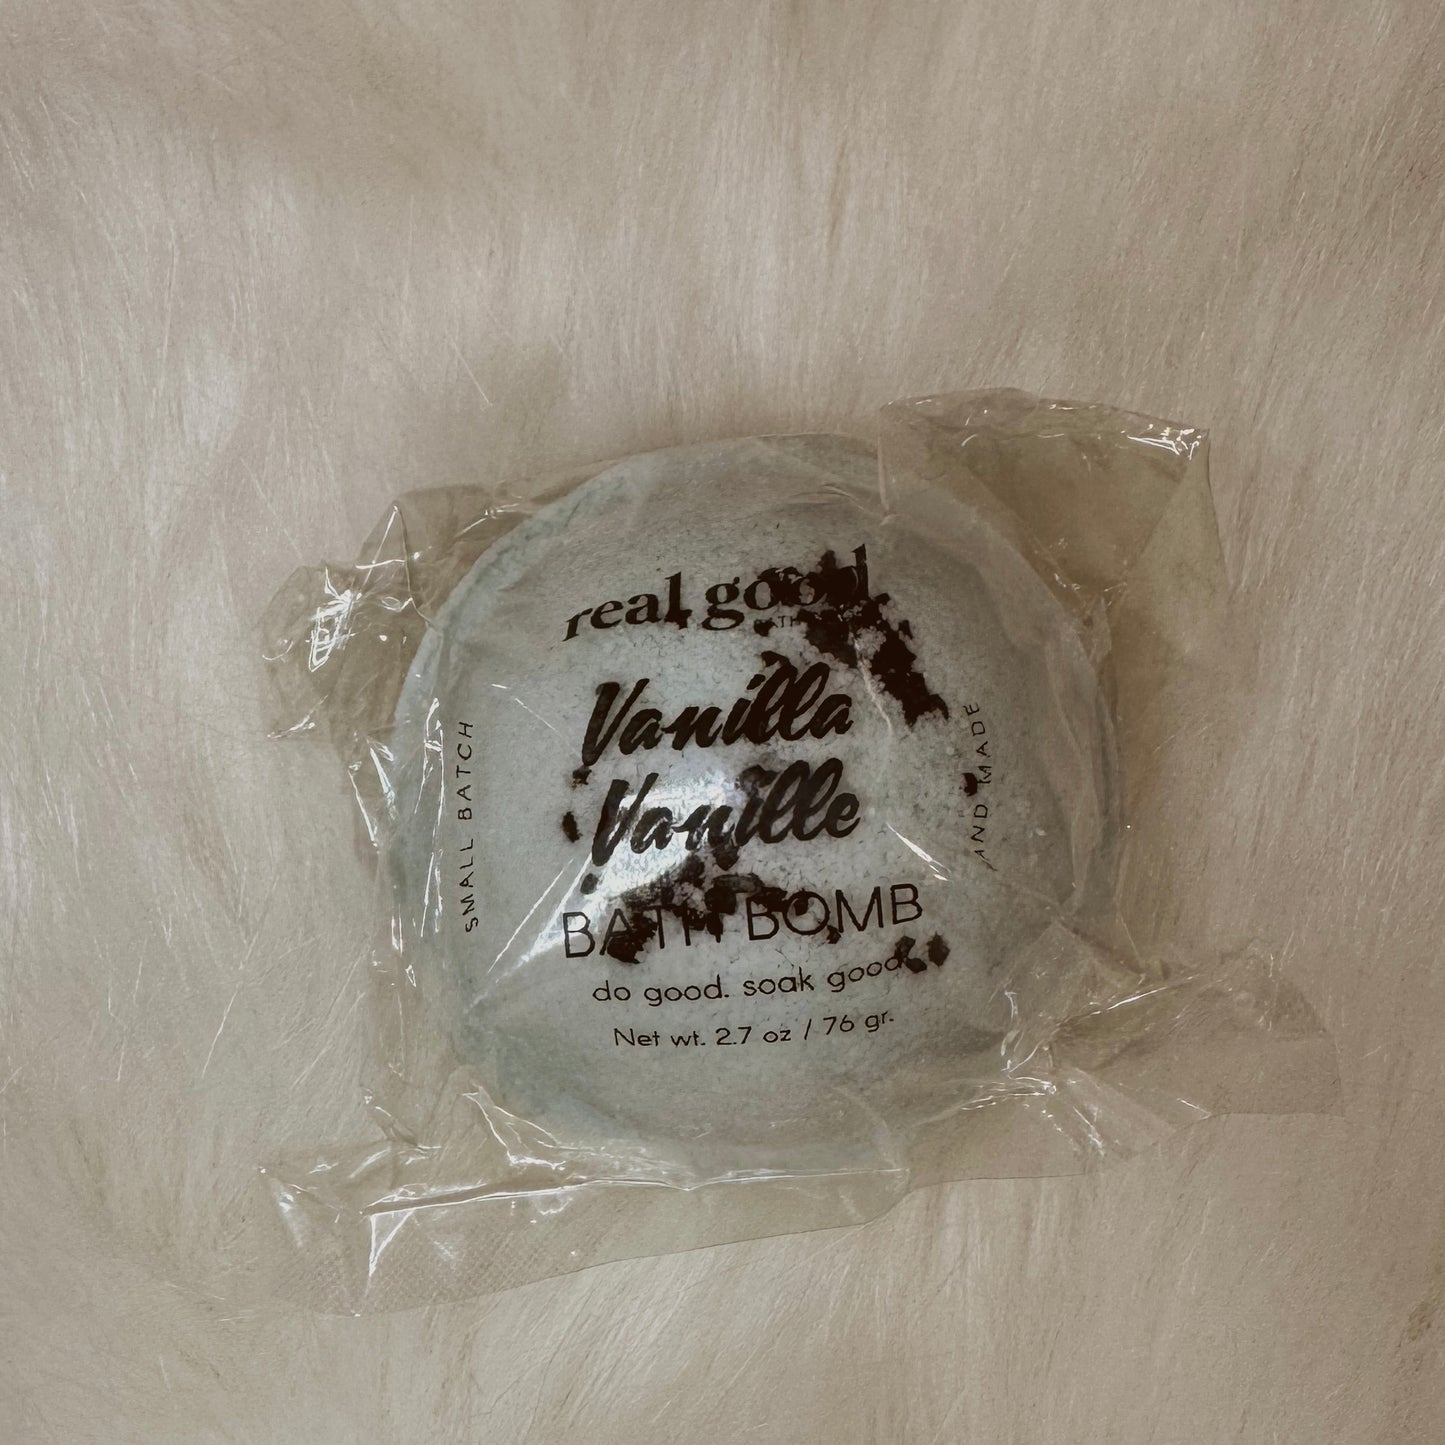 real good
Vanilla
Vanille
BATH BOMB
do good. soak good.
Net wt. 2.7 oz / 76 gr.
SMALL BATCH
AND MADE